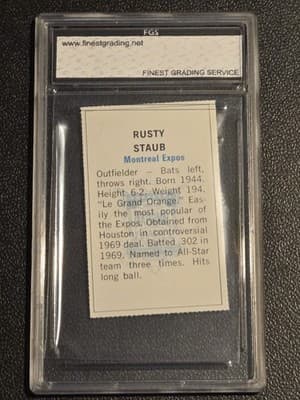 FGS
www.finestgrading.net
FINEST GRADING SERVICE
RUSTY
STAUB
Montreal Expos
Outfielder — Bats left,
throws right. Born 1944.
Height 6-2. Weight 194.
"Le Grand Orange." Eas-
ily the most popular of
the Expos. Obtained from
Houston in controversial
1969 deal. Batted .302 in
1969. Named to All-Star
team three times. Hits
long ball.